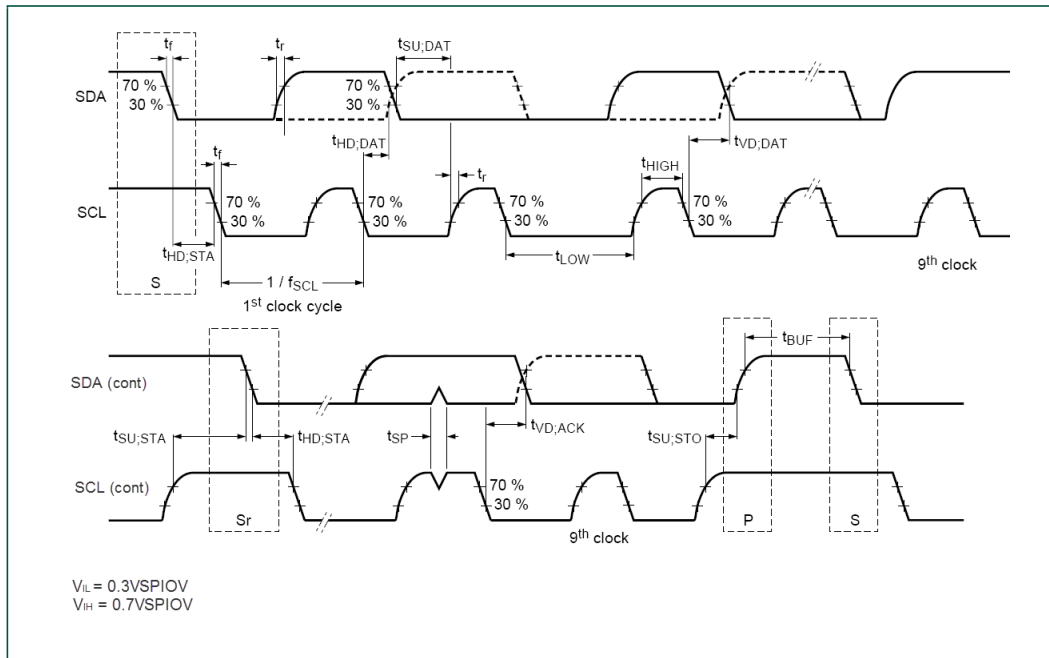 tf
tr
tSU;DAT
SDA
70 %
30 %
70 %
30 %
tHD;DAT
tVD;DAT
tf
tr
tHIGH
SCL
70 %
30 %
70 %
30 %
70 %
30 %
tHD;STA
tLOW
S
1 / fSCL
1st clock cycle
9th clock
tBUF
SDA (cont)
tSU;STA
tHD;STA
tSP
tVD;ACK
tSU;STO
SCL (cont)
70 %
30 %
Sr
P
S
9th clock
VIL = 0.3VSPIOV
VIH = 0.7VSPIOV